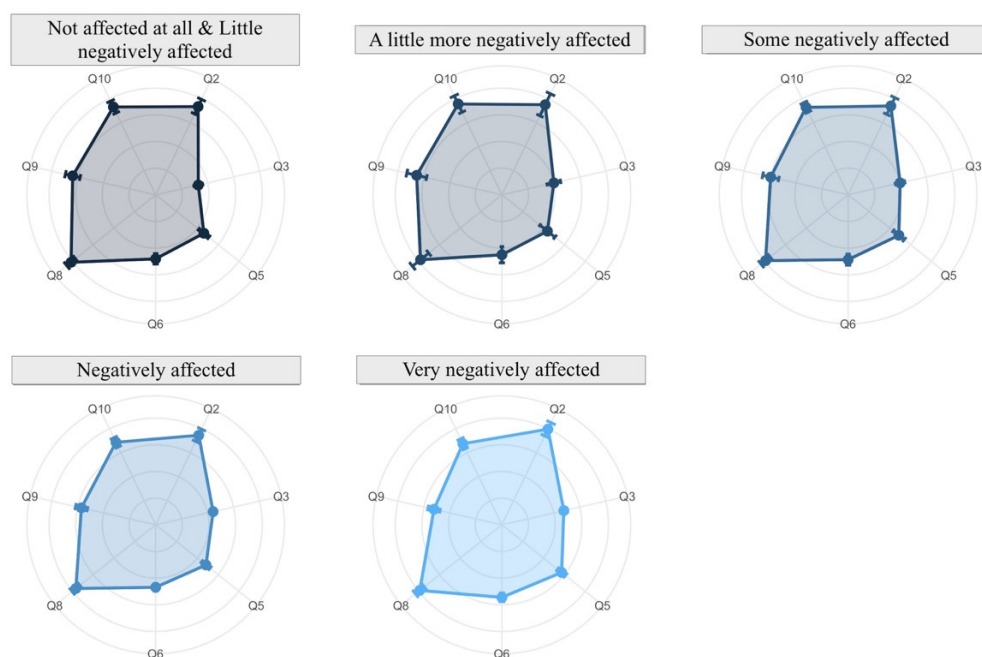 Not affected at all & Little
negatively affected
A little more negatively affected
Some negatively affected
Q10
Q2
Q3
Q5
Q6
Q8
Q9
Q10
Q2
Q3
Q5
Q6
Q8
Q9
Q10
Q2
Q3
Q5
Q6
Q8
Q9
Negatively affected
Very negatively affected
Q10
Q2
Q3
Q5
Q6
Q8
Q9
Q10
Q2
Q3
Q5
Q6
Q8
Q9